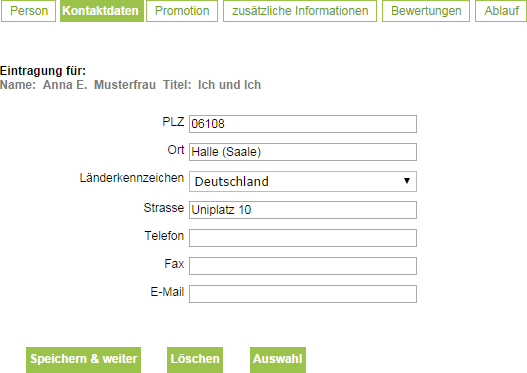 Person Kontaktdaten Promotion zusätzliche Informationen Bewertungen Ablauf
Eintragung für:
Name: Anna E. Musterfrau Titel: Ich und Ich
PLZ 06108
Ort Halle (Saale)
Länderkennzeichen Deutschland
Strasse Uniplatz 10
Telefon
Fax
E-Mail
Speichern & weiter Löschen Auswahl